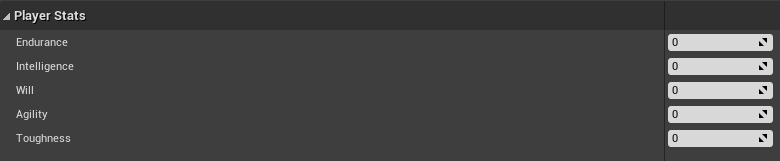 Player Stats
Endurance 0
Intelligence 0
Will 0
Agility 0
Toughness 0